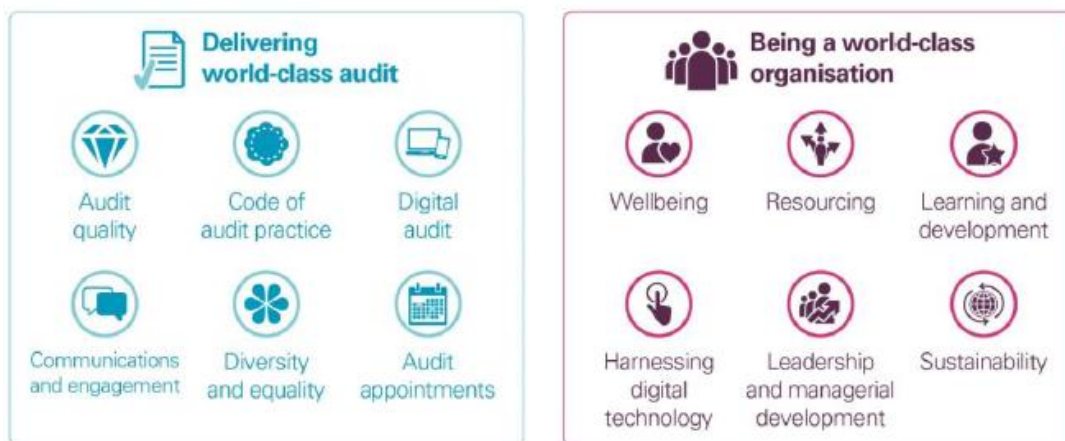 Delivering
world-class audit
Audit
quality
Code of
audit practice
Digital
audit
Communications
and engagement
Diversity
and equality
Audit
appointments
Being a world-class
organisation
Wellbeing
Resourcing
Learning and
development
Harnessing
digital
technology
Leadership
and managerial
development
Sustainability